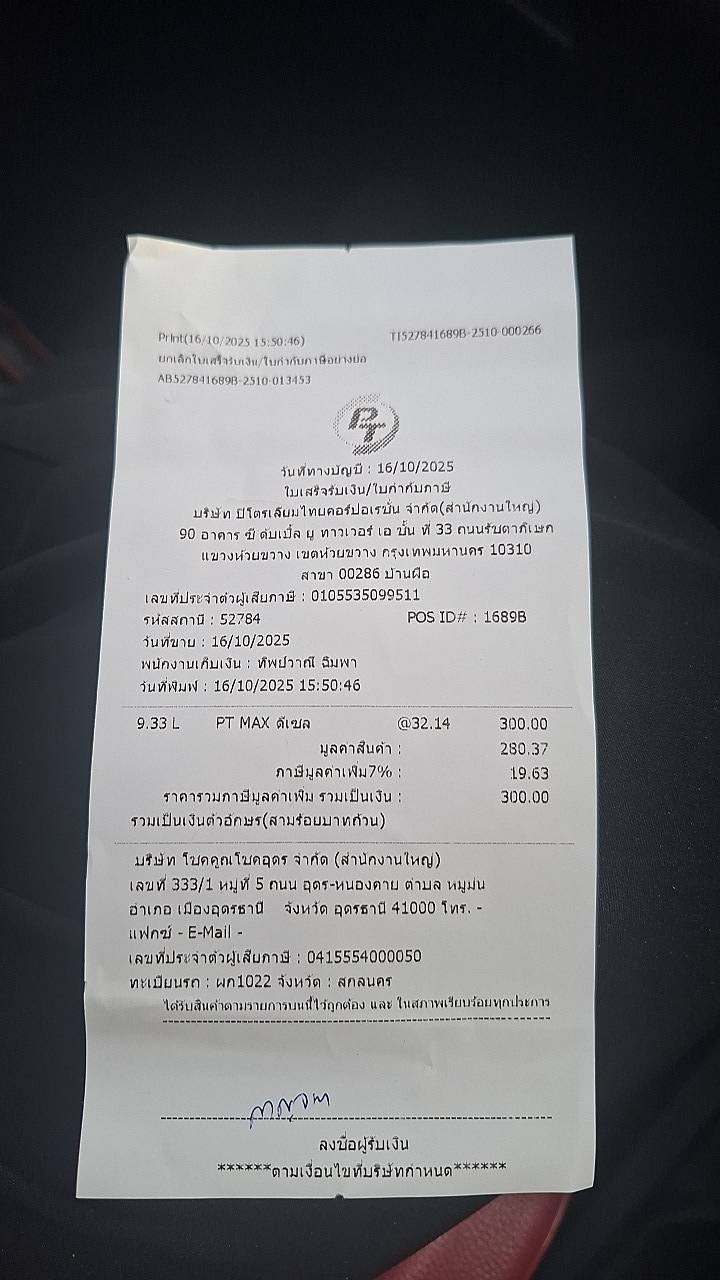 Print(16/10/2025 15:50:46) TI527841689B-2510-000266
ยกเลิกใบเสร็จรับเงิน/ใบกำกับภาษีอย่างย่อ
AB527841689B-2510-013453
PT
วันที่ทางบัญชี : 16/10/2025
ใบเสร็จรับเงิน/ใบกำกับภาษี
บริษัท ปิโตรเลียมไทยคอร์ปอเรชั่น จำกัด(สำนักงานใหญ่)
90 อาคาร ซี ดับเบิ้ล ยู ทาวเวอร์ เอ ชั้น ที่ 33 ถนนรัชดาภิเษก
แขวงห้วยขวาง เขตห้วยขวาง กรุงเทพมหานคร 10310
สาขา 00286 บ้านผือ
เลขที่ประจำตัวผู้เสียภาษี : 0105535099511
รหัสสถานี : 52784 POS ID# : 1689B
วันที่ขาย : 16/10/2025
พนักงานเก็บเงิน : ทิพย์วาณี ฉิมพา
วันที่พิมพ์ : 16/10/2025 15:50:46
9.33 L PT MAX ดีเซล @32.14 300.00
มูลค่าสินค้า : 280.37
ภาษีมูลค่าเพิ่ม7% : 19.63
ราคารวมภาษีมูลค่าเพิ่ม รวมเป็นเงิน : 300.00
รวมเป็นเงินตัวอักษร(สามร้อยบาทถ้วน)
บริษัท โชคคูณโชคอุดร จำกัด (สำนักงานใหญ่)
เลขที่ 333/1 หมู่ที่ 5 ถนน อุดร-หนองคาย ตำบล หมูม่น
อำเภอ เมืองอุดรธานี จังหวัด อุดรธานี 41000 โทร. -
แฟกซ์ - E-Mail -
เลขที่ประจำตัวผู้เสียภาษี : 0415554000050
ทะเบียนรถ : ผก1022 จังหวัด : สกลนคร
ได้รับสินค้าตามรายการบนนี้ไว้ถูกต้อง และ ในสภาพเรียบร้อยทุกประการ
ลงชื่อผู้รับเงิน
******ตามเงื่อนไขที่บริษัทกำหนด******